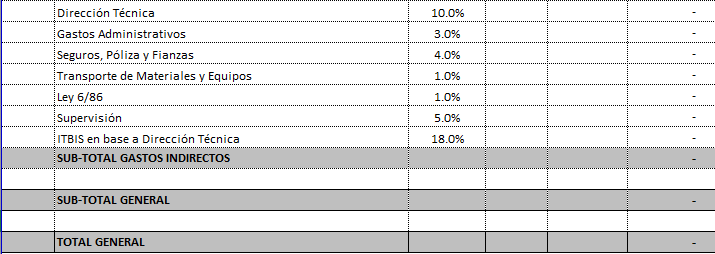 Dirección Técnica 10.0% -
Gastos Administrativos 3.0% -
Seguros, Póliza y Fianzas 4.0% -
Transporte de Materiales y Equipos 1.0% -
Ley 6/86 1.0% -
Supervisión 5.0% -
ITBIS en base a Dirección Técnica 18.0% -
SUB-TOTAL GASTOS INDIRECTOS -
SUB-TOTAL GENERAL -
TOTAL GENERAL -